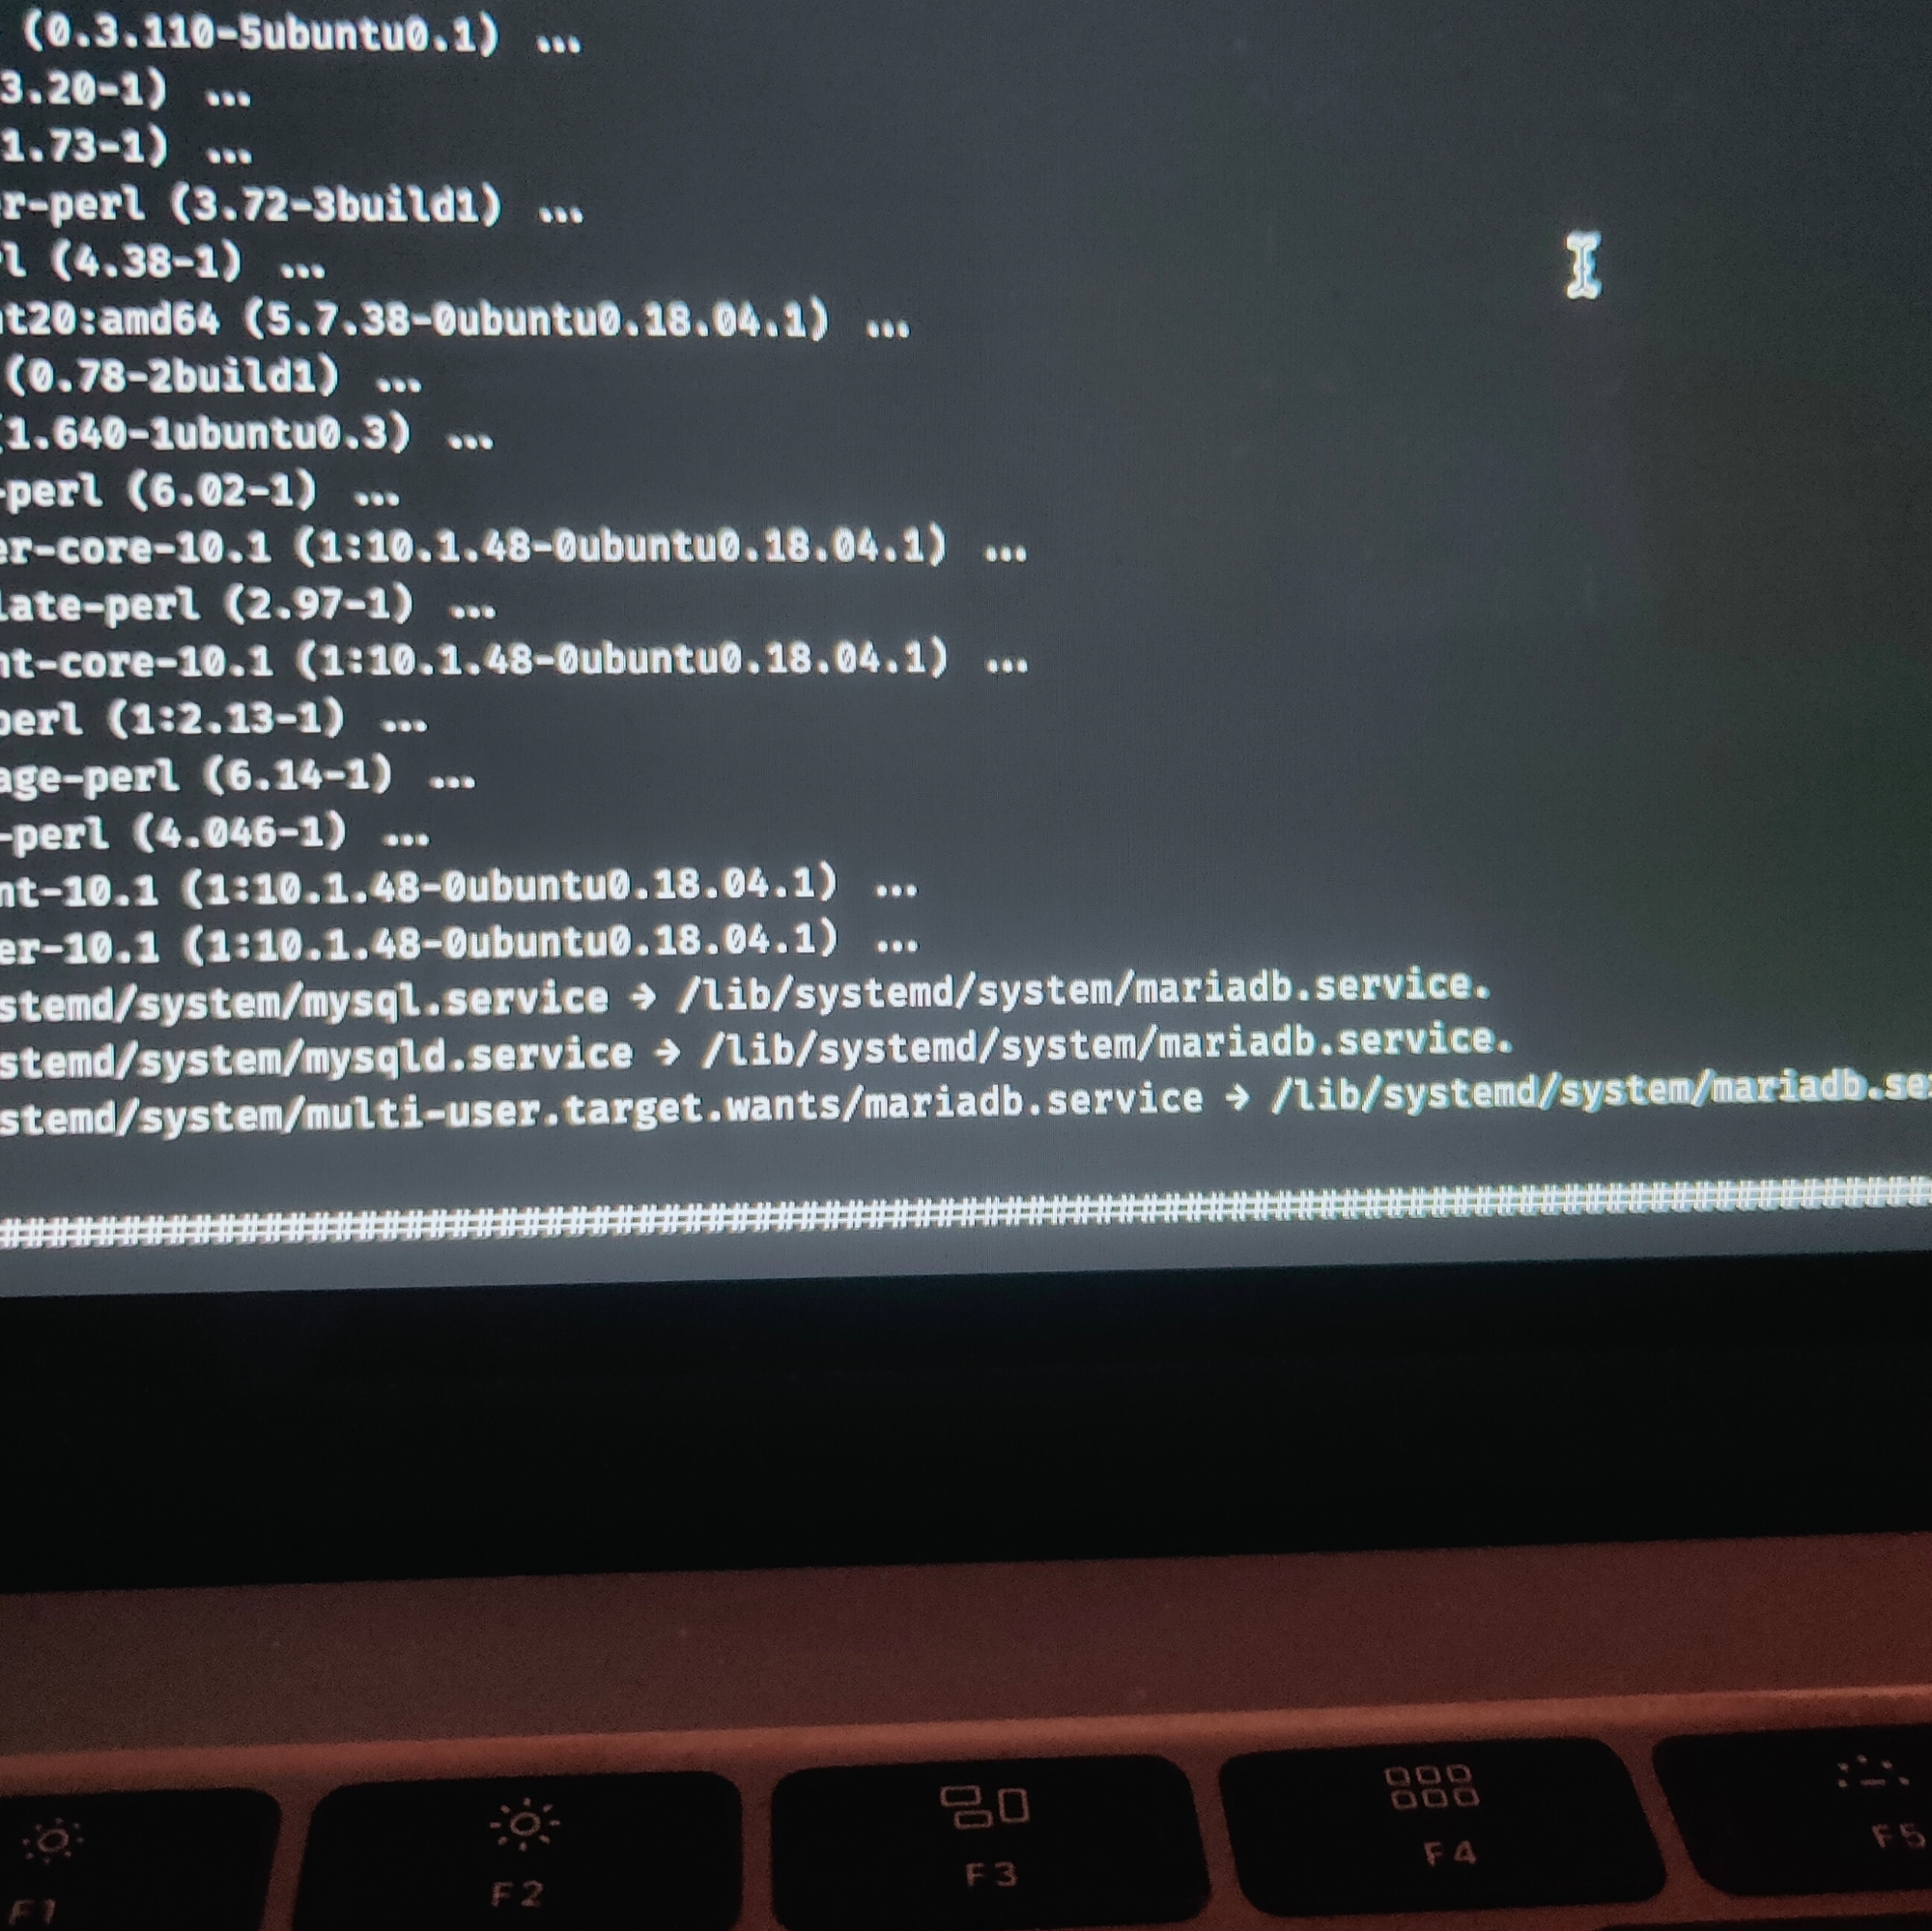 (0.3.110-5ubuntu0.1) ...
3.20-1) ...
1.73-1) ...
r-perl (3.72-3build1) ...
l (4.38-1) ...
t20:amd64 (5.7.38-0ubuntu0.18.04.1) ...
(0.78-2build1) ...
(1.640-1ubuntu0.3) ...
-perl (6.02-1) ...
er-core-10.1 (1:10.1.48-0ubuntu0.18.04.1) ...
late-perl (2.97-1) ...
nt-core-10.1 (1:10.1.48-0ubuntu0.18.04.1) ...
perl (1:2.13-1) ...
age-perl (6.14-1) ...
-perl (4.046-1) ...
nt-10.1 (1:10.1.48-0ubuntu0.18.04.1) ...
er-10.1 (1:10.1.48-0ubuntu0.18.04.1) ...
stemd/system/mysql.service → /lib/systemd/system/mariadb.service.
stemd/system/mysqld.service → /lib/systemd/system/mariadb.service.
stemd/system/multi-user.target.wants/mariadb.service → /lib/systemd/system/mariadb.se
F1
F2
F3
F4
F5